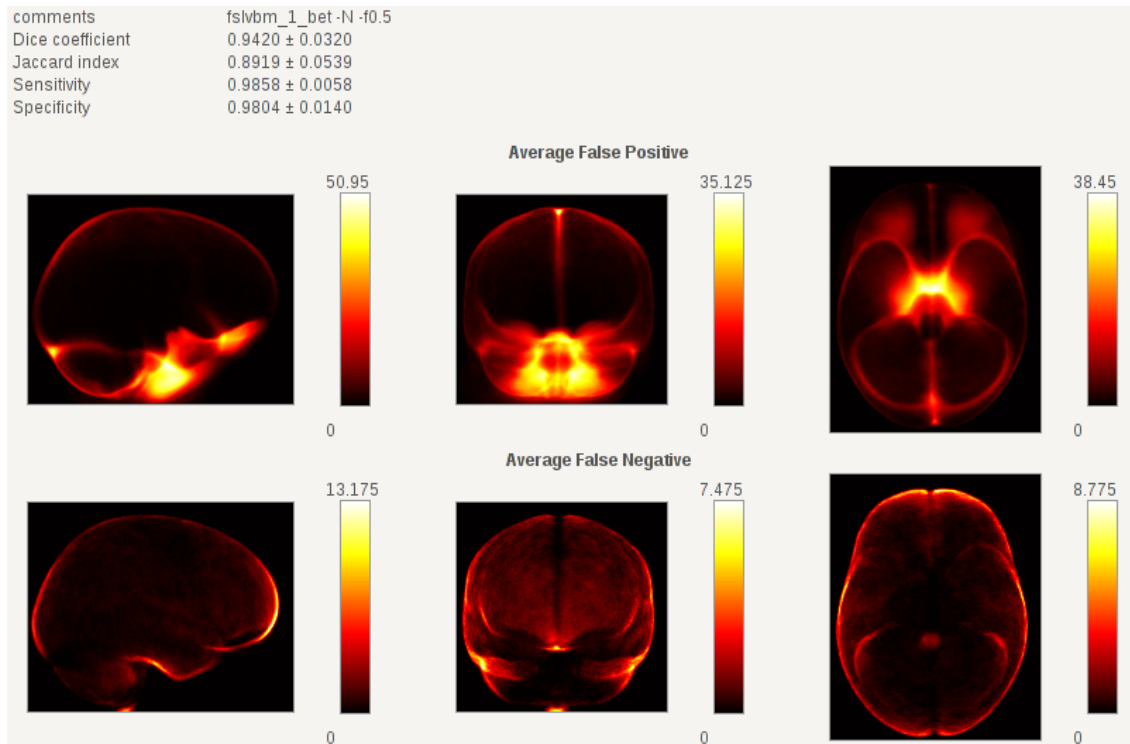 comments fslvbm_1_bet -N -f0.5
Dice coefficient 0.9420 ± 0.0320
Jaccard index 0.8919 ± 0.0539
Sensitivity 0.9858 ± 0.0058
Specificity 0.9804 ± 0.0140
Average False Positive
50.95 35.125 38.45
0 0 0
Average False Negative
13.175 7.475 8.775
0 0 0